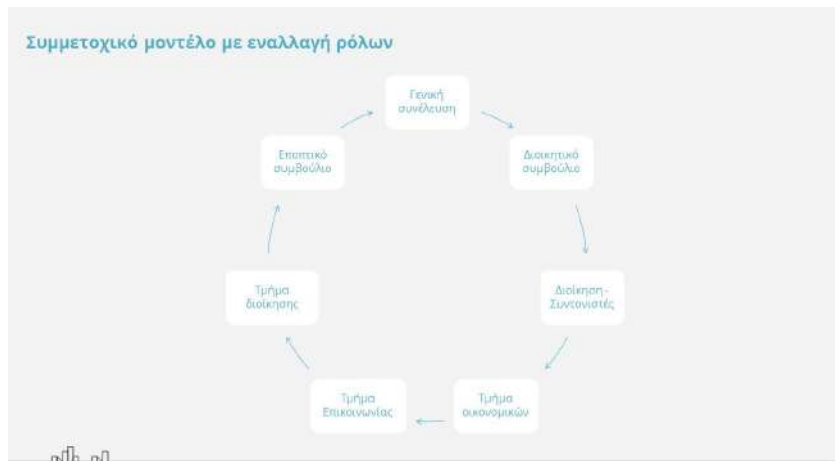 Συμμετοχικό μοντέλο με εναλλαγή ρόλων
Γενική
συνέλευση
Διοικητικό
συμβούλιο
Διοίκηση -
Συντονιστές
Τμήμα
οικονομικών
Τμήμα
Επικοινωνίας
Τμήμα
διοίκησης
Εποπτικό
συμβούλιο